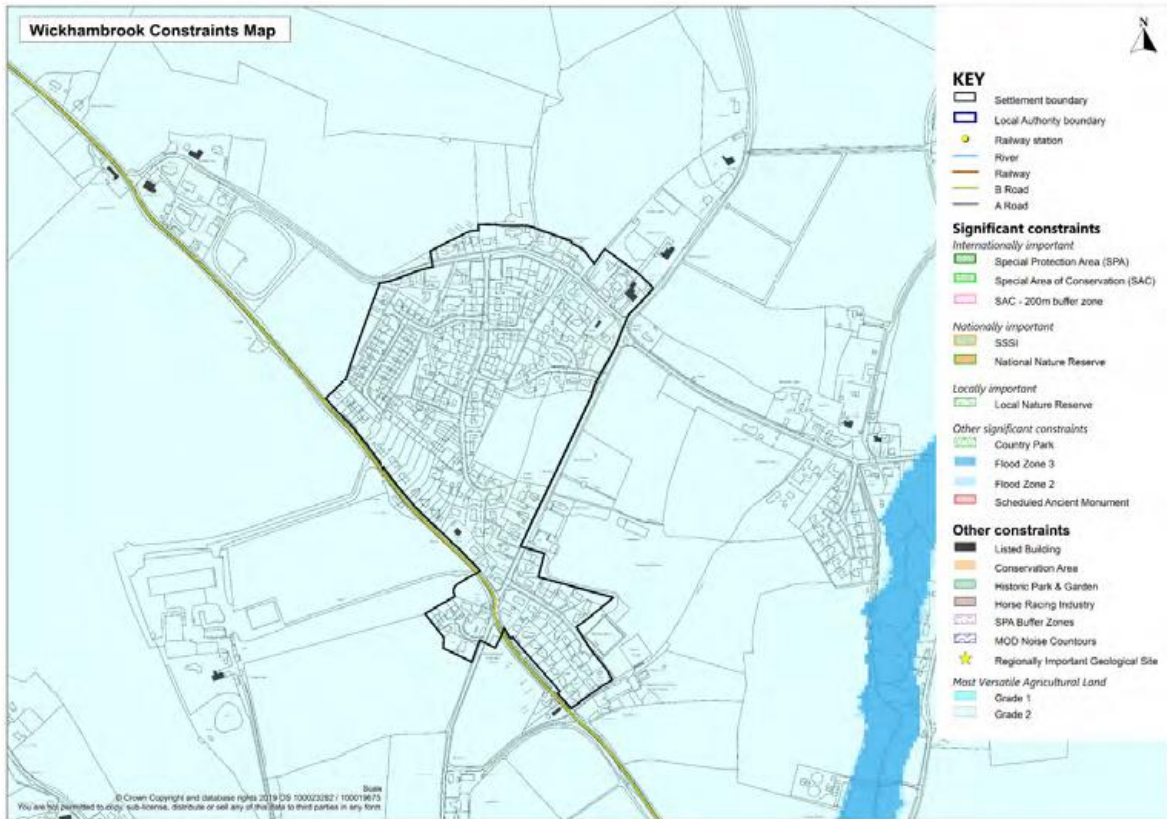 Wickhambrook Constraints Map
N
KEY
Settlement boundary
Local Authority boundary
Railway station
River
Railway
B Road
A Road
Significant constraints
Internationally important
Special Protection Area (SPA)
Special Area of Conservation (SAC)
SAC - 200m buffer zone
Nationally important
SSSI
National Nature Reserve
Locally important
Local Nature Reserve
Other significant constraints
Country Park
Flood Zone 3
Flood Zone 2
Scheduled Ancient Monument
Other constraints
Listed Building
Conservation Area
Historic Park & Garden
Horse Racing Industry
SPA Buffer Zones
MOD Noise Countours
Regionally Important Geological Site
Most Versatile Agricultural Land
Grade 1
Grade 2
Scale
© Crown Copyright and database rights 2019 OS 100023282 / 100019675
You are not permitted to copy, sub-license, distribute or sell any of this data to third parties in any form